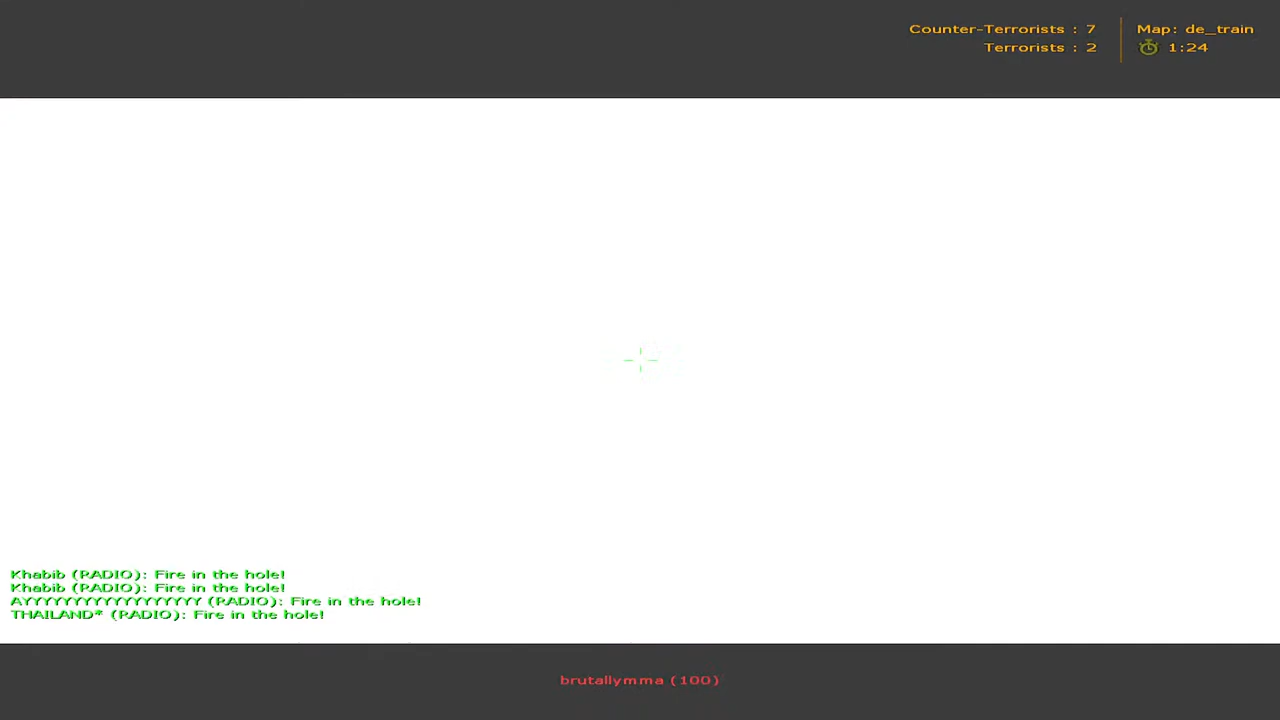 Counter-Terrorists : 7
Terrorists : 2
Map: de_train
1:24
Khabib (RADIO): Fire in the hole!
Khabib (RADIO): Fire in the hole!
AYYYYYYYYYYYYYYYYYYY (RADIO): Fire in the hole!
THAILAND* (RADIO): Fire in the hole!
brutallymma (100)